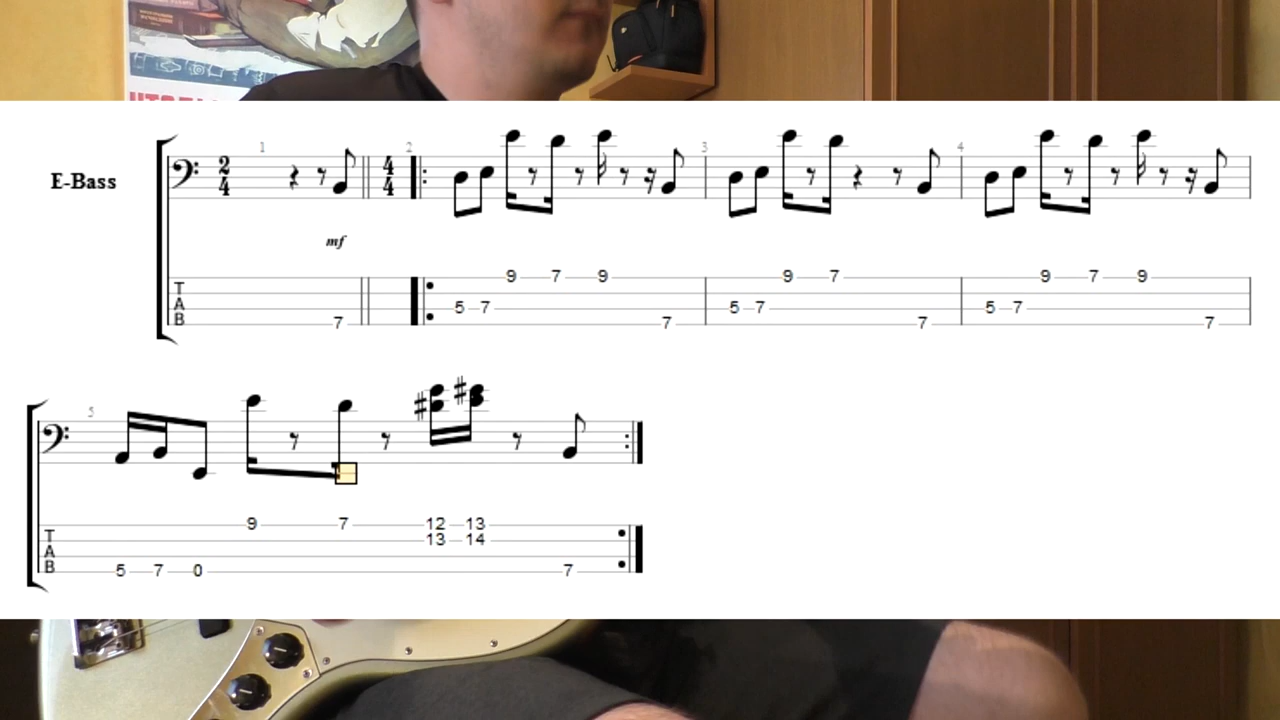 1 2 3 4
E-Bass 2 4 4 4
mf
9 7 9 9 7 9 7 9
T
A 5 7 5 7 5 7
B 7 7 7 7
5
9 7 12 13
T 13 14
A
B 5 7 0 7